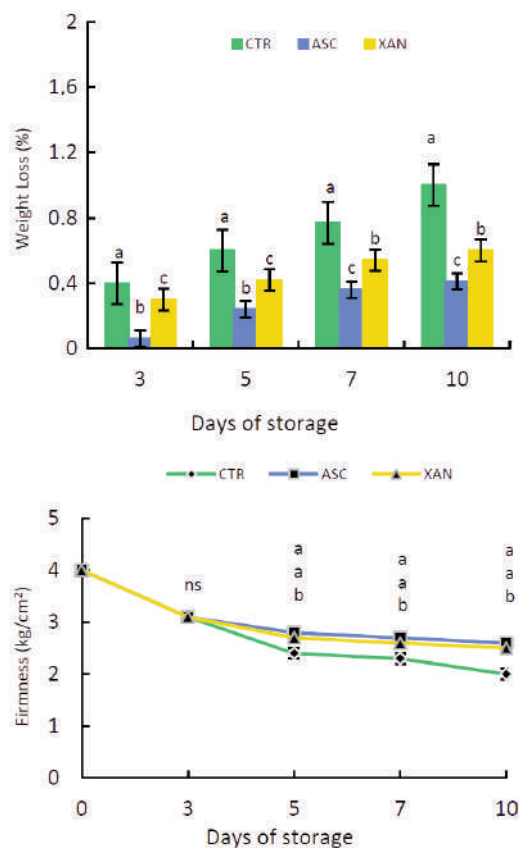 2
CTR ASC XAN
1,6
1.2
0.8
0.4
0
Weight Loss (%)
a b c
a b c
a c b
a c b
3 5 7 10
Days of storage
CTR ASC XAN
5
4
3
2
1
0
Firmness (kg/cm²)
ns
a a a
a a a
b b b
0 3 5 7 10
Days of storage